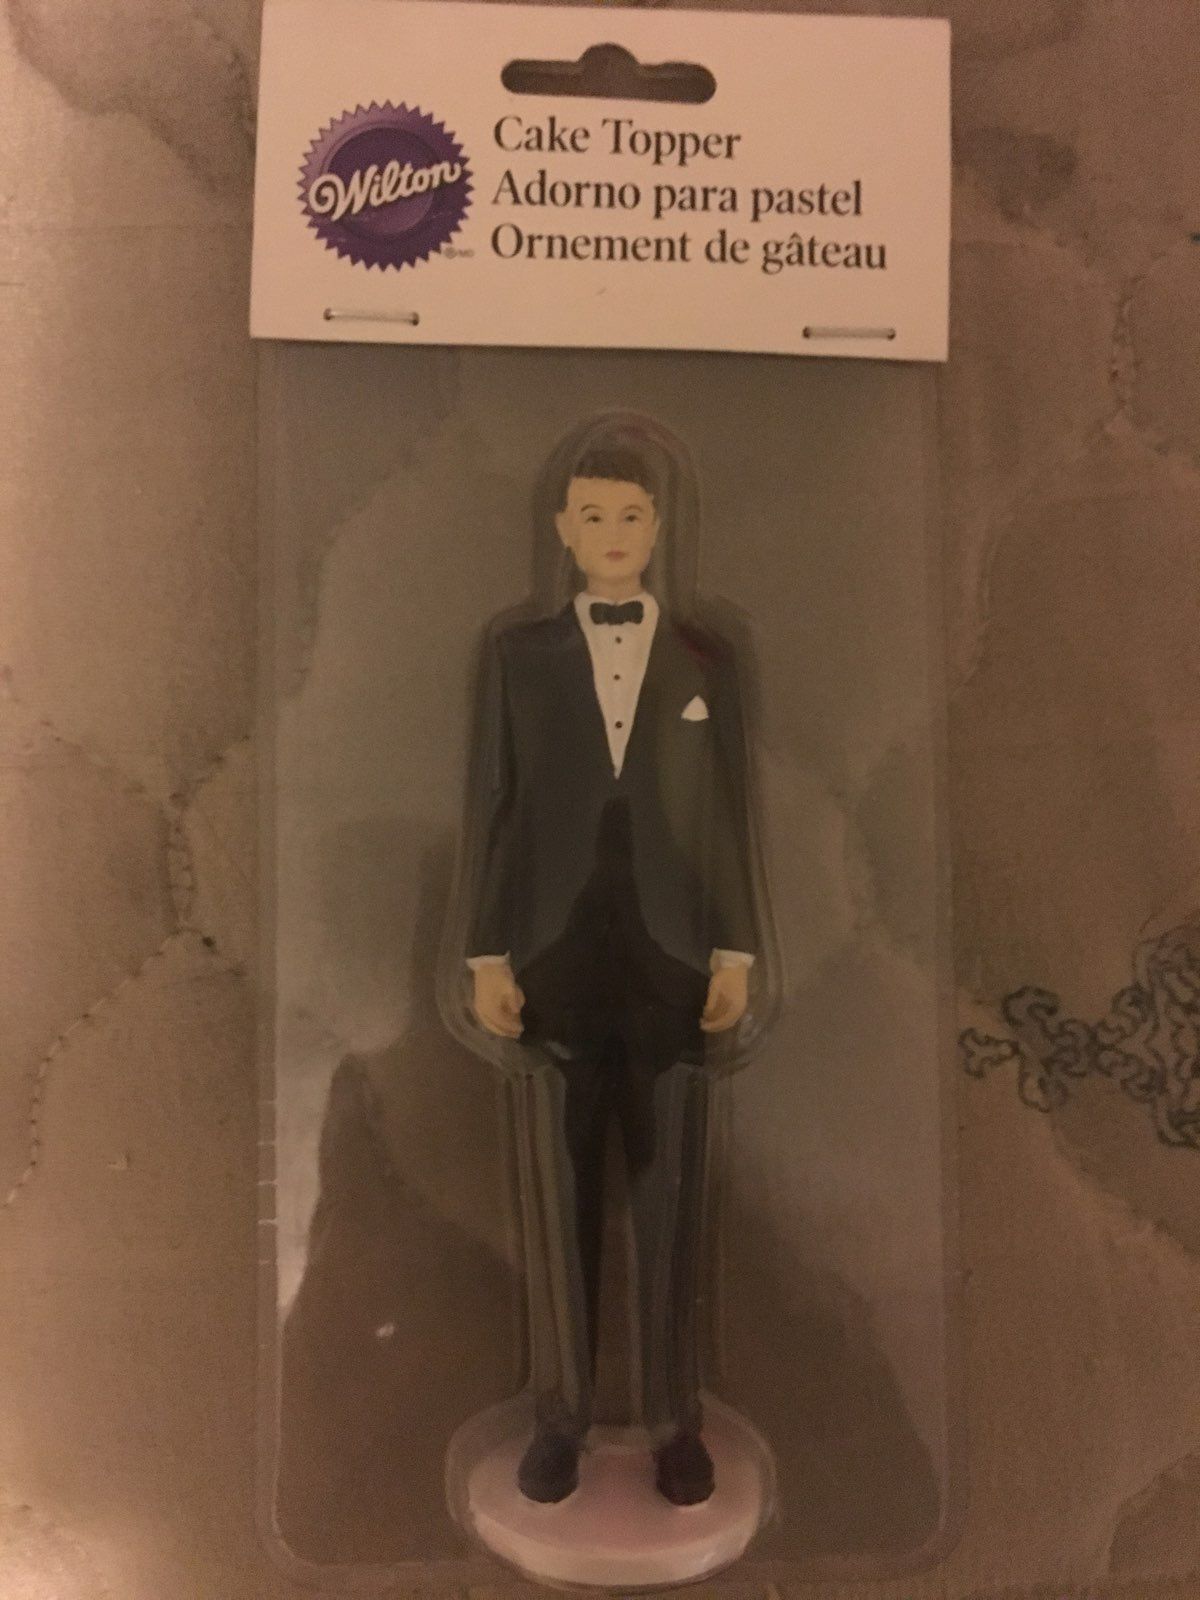 Wilton
Cake Topper
Adorno para pastel
Ornement de gâteau